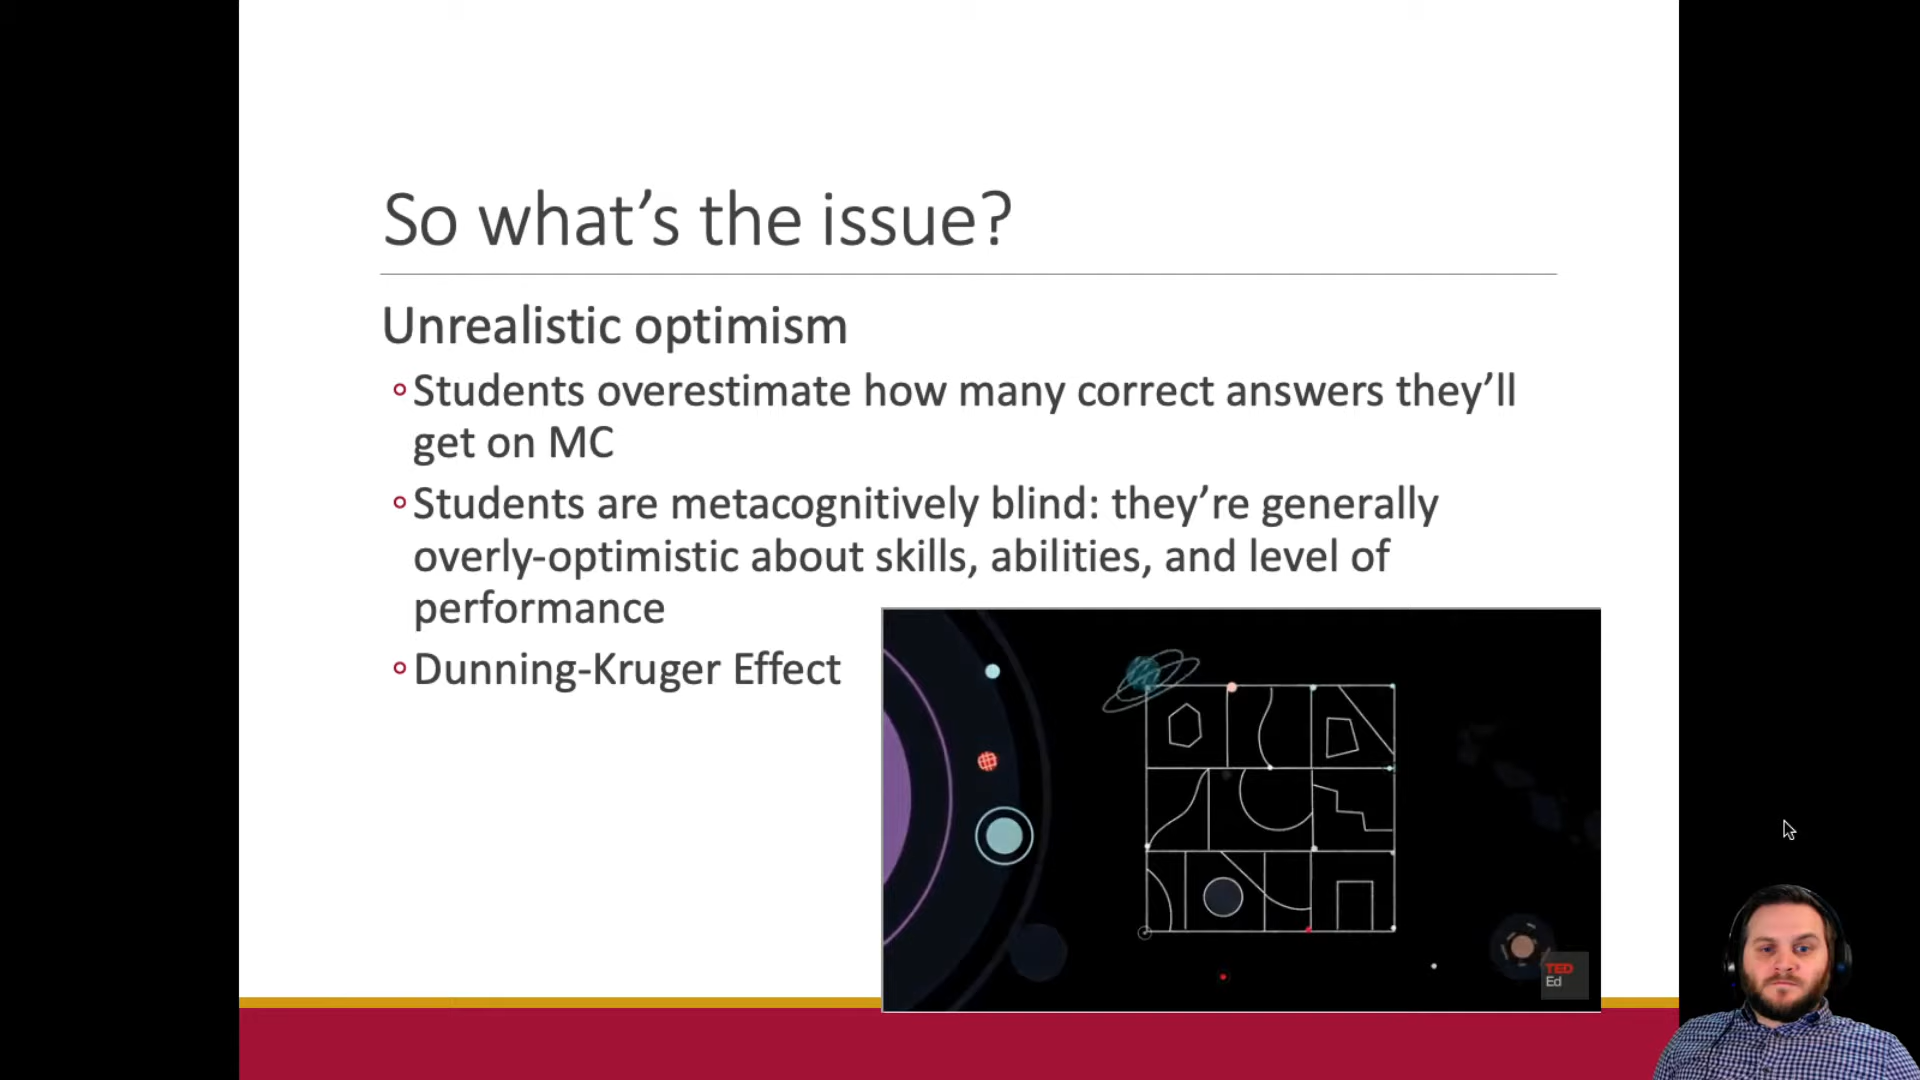 So what’s the issue?
Unrealistic optimism
◦Students overestimate how many correct answers they’ll
get on MC
◦Students are metacognitively blind: they’re generally
overly-optimistic about skills, abilities, and level of
performance
◦Dunning-Kruger Effect
TED
Ed